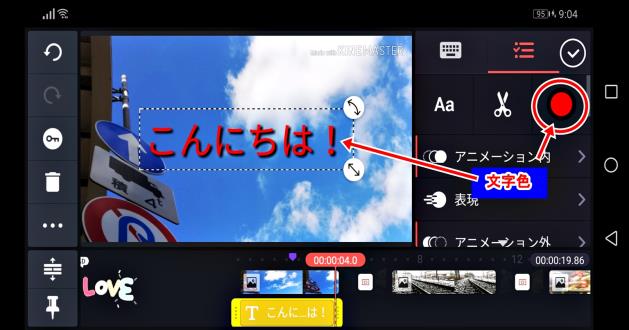 95 9:04
Made with KINEMASTER
Aa
こんにちは！
アニメーション内
文字色
表現
アニメーション外
積
00:00:04.0
8
12
00:00:19.86
LOVE
T こんに…は！